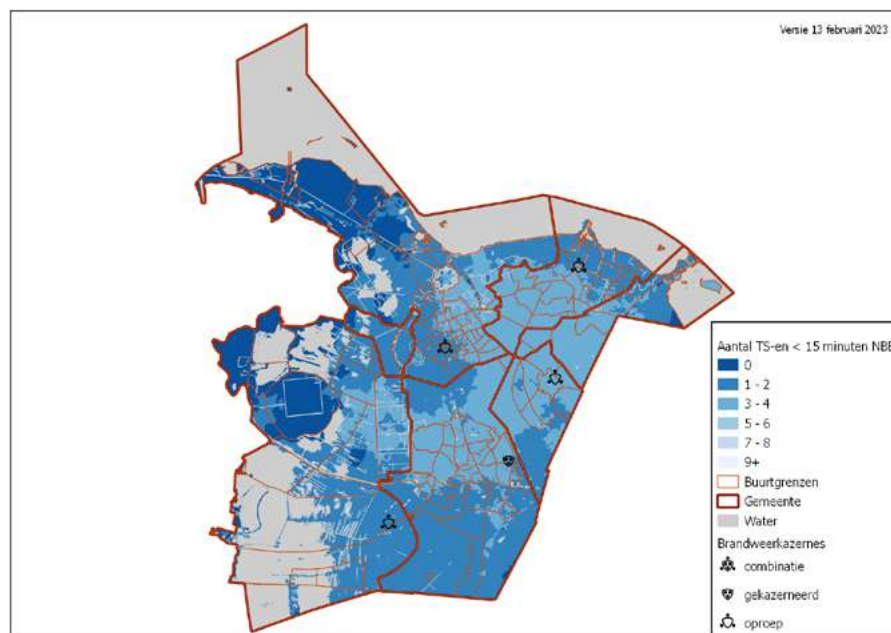 Versie 13 februari 2023
Aantal TS-en < 15 minuten NBE
0
1 - 2
3 - 4
5 - 6
7 - 8
9+
Buurtgrenzen
Gemeente
Water
Brandweerkazernes
combinatie
gekazerneerd
oproep